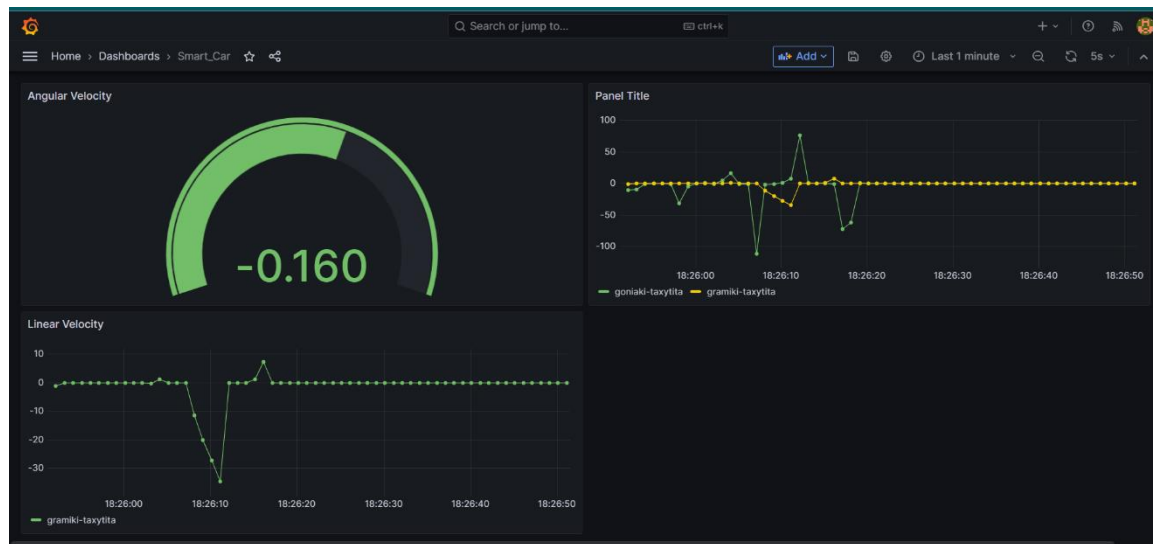 Search or jump to... ctrl+k
Home › Dashboards › Smart_Car Add Last 1 minute 5s
Angular Velocity
-0.160
Panel Title
100
50
0
-50
-100
18:26:00 18:26:10 18:26:20 18:26:30 18:26:40 18:26:50
goniaki-taxytita gramiki-taxytita
Linear Velocity
10
0
-10
-20
-30
18:26:00 18:26:10 18:26:20 18:26:30 18:26:40 18:26:50
gramiki-taxytita